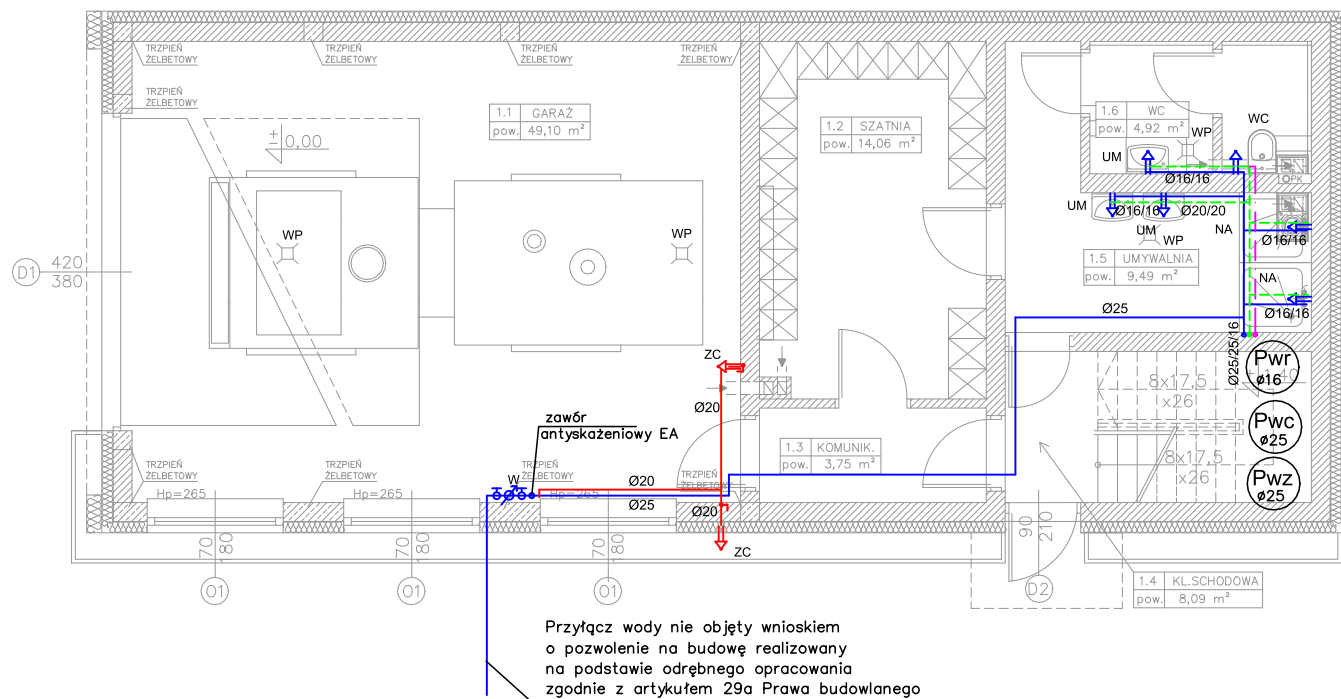 TRZPIEŃ
ŻELBETOWY
TRZPIEŃ
ŻELBETOWY
TRZPIEŃ
ŻELBETOWY
TRZPIEŃ
ŻELBETOWY
TRZPIEŃ
ŻELBETOWY
1.1 GARAŻ
pow. 49,10 m²
± 0,00
1.2 SZATNIA
pow. 14,06 m²
1.6 WC
pow. 4,92 m²
WP
WC
UM
Ø16/16
OPK
UM
Ø16/16
Ø20/20
UM
WP
NA
Ø16/16
1.5 UMYWALNIA
pow. 9,49 m²
NA
Ø16/16
WP
WP
D1
420
380
Ø25
Ø25/25/16
ZC
Ø20
Pwr
ø16
Pwc
ø25
Pwz
ø25
8x17,5
x26
8x17,5
x26
zawór
antyskażeniowy EA
1.3 KOMUNIK.
pow. 3,75 m²
TRZPIEŃ
ŻELBETOWY
TRZPIEŃ
ŻELBETOWY
TRZPIEŃ
ŻELBETOWY
TRZPIEŃ
ŻELBETOWY
W
Ø20
Ø25
Ø20
Hp=265
Hp=265
Hp=265
ZC
70
80
70
80
70
80
90
210
O1
O1
O1
D2
1.4 KL.SCHODOWA
pow. 8,09 m²
Przyłącz wody nie objęty wnioskiem
o pozwolenie na budowę realizowany
na podstawie odrębnego opracowania
zgodnie z artykułem 29a Prawa budowlanego